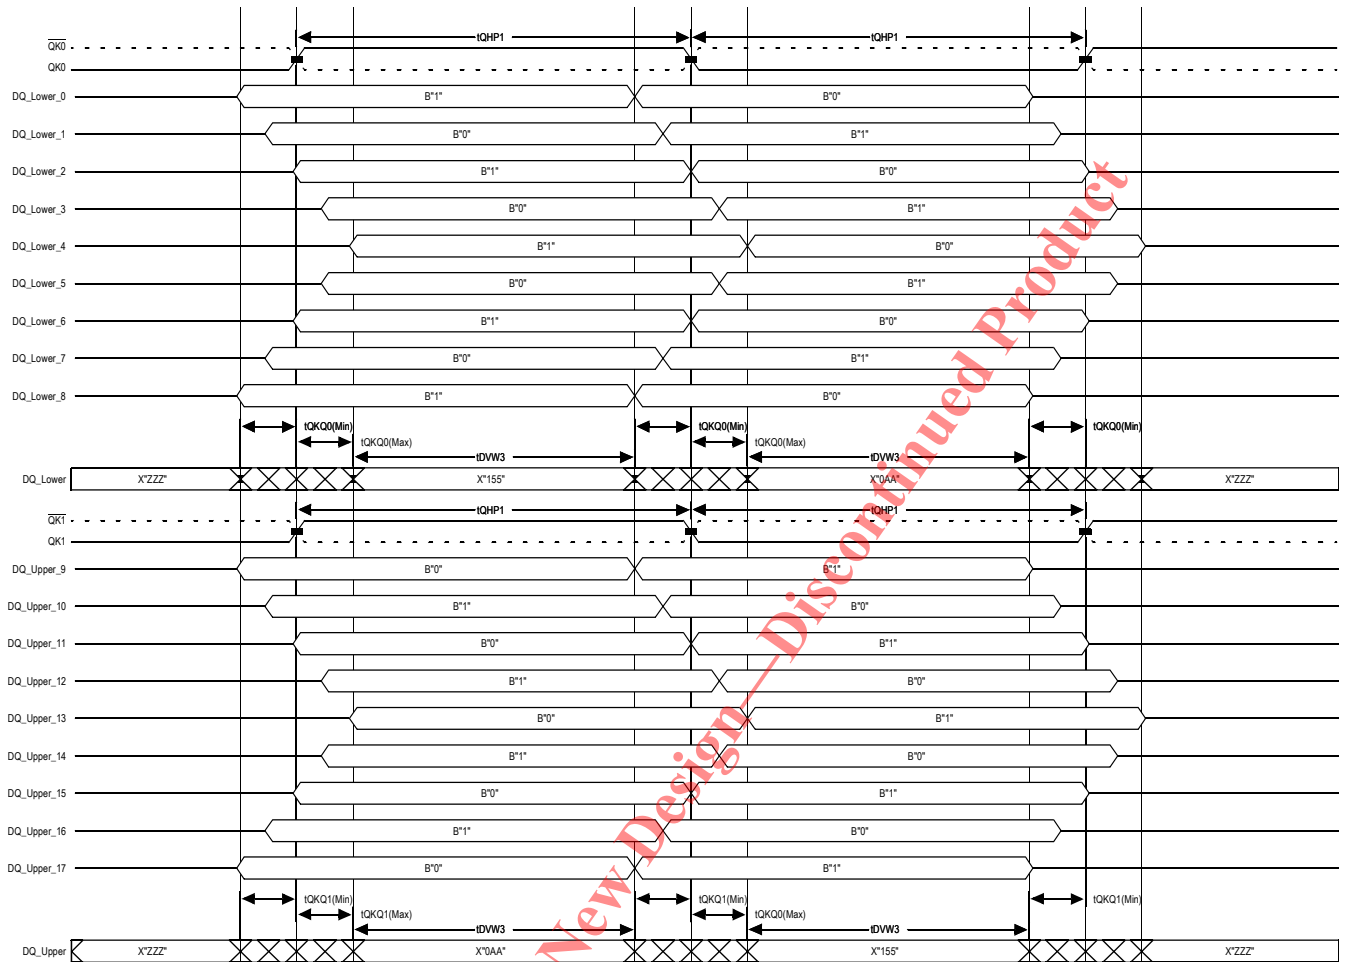 tQHP1 tQHP1
QK0
QK0
DQ_Lower_0 B"1" B"0"
DQ_Lower_1 B"0" B"1"
DQ_Lower_2 B"1" B"0"
DQ_Lower_3 B"0" B"1"
DQ_Lower_4 B"1" B"0"
DQ_Lower_5 B"0" B"1"
DQ_Lower_6 B"1" B"0"
DQ_Lower_7 B"0" B"1"
DQ_Lower_8 B"1" B"0"
tQKQ0(Min) tQKQ0(Min) tQKQ0(Min)
tQKQ0(Max) tQKQ0(Max)
tDVW3 tDVW3
DQ_Lower X"ZZZ" X"155" X"0AA" X"ZZZ"
tQHP1 tQHP1
QK1
QK1
DQ_Upper_9 B"0" B"1"
DQ_Upper_10 B"1" B"0"
DQ_Upper_11 B"0" B"1"
DQ_Upper_12 B"1" B"0"
DQ_Upper_13 B"0" B"1"
DQ_Upper_14 B"1" B"0"
DQ_Upper_15 B"0" B"1"
DQ_Upper_16 B"1" B"0"
DQ_Upper_17 B"0" B"1"
tQKQ1(Min) tQKQ1(Min) tQKQ1(Min)
tQKQ1(Max) tQKQ0(Max)
tDVW3 tDVW3
DQ_Upper X"ZZZ" X"0AA" X"155" X"ZZZ"
New Design—Discontinued Product